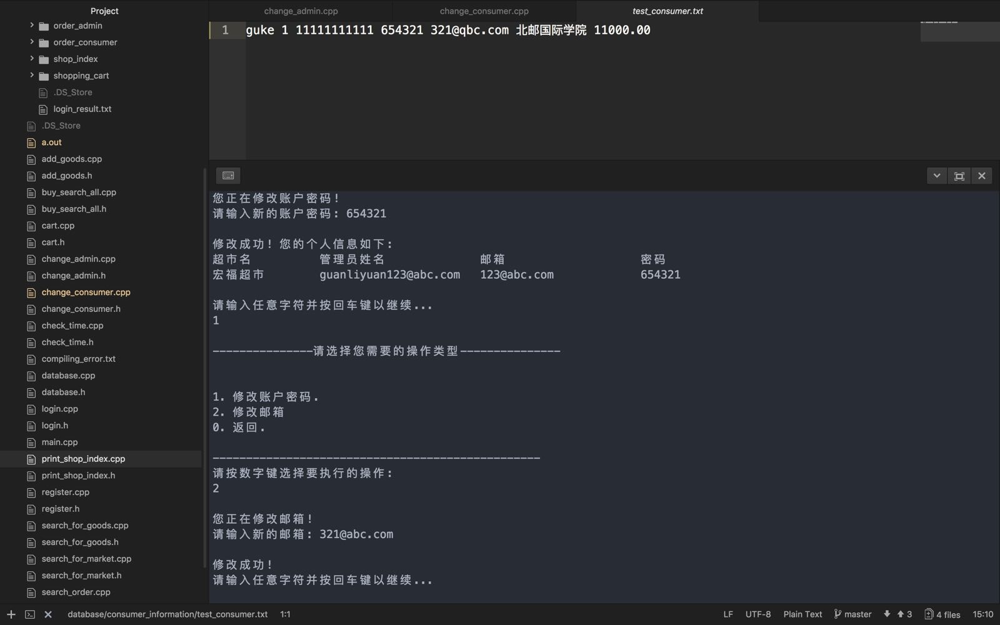 Project
order_admin
order_consumer
shop_index
shopping_cart
.DS_Store
login_result.txt
.DS_Store
a.out
add_goods.cpp
add_goods.h
buy_search_all.cpp
buy_search_all.h
cart.cpp
cart.h
change_admin.cpp
change_admin.h
change_consumer.cpp
change_consumer.h
check_time.cpp
check_time.h
compiling_error.txt
database.cpp
database.h
login.cpp
login.h
main.cpp
print_shop_index.cpp
print_shop_index.h
register.cpp
register.h
search_for_goods.cpp
search_for_goods.h
search_for_market.cpp
search_for_market.h
search_order.cpp
change_admin.cpp change_consumer.cpp test_consumer.txt
1 guke 1 11111111111 654321 321@qbc.com 北邮国际学院 11000.00
您正在修改账户密码!
请输入新的账户密码: 654321
修改成功! 您的个人信息如下:
超市名 管理员姓名 邮箱 密码
宏福超市 guanliyuan123@abc.com 123@abc.com 654321
请输入任意字符并按回车键以继续...
1
---------------请选择您需要的操作类型---------------
1. 修改账户密码.
2. 修改邮箱
0. 返回.
-------------------------------------------------
请按数字键选择要执行的操作:
2
您正在修改邮箱!
请输入新的邮箱: 321@abc.com
修改成功!
请输入任意字符并按回车键以继续...
database/consumer_information/test_consumer.txt 1:1 LF UTF-8 Plain Text master 3 4 files 15:10